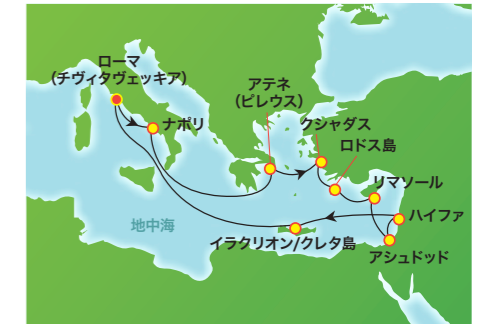 ローマ
(チヴィタヴェッキア)
アテネ
(ピレウス)
ナポリ
クシャダス
ロドス島
リマソール
ハイファ
地中海
イラクリオン/クレタ島
アシュドッド